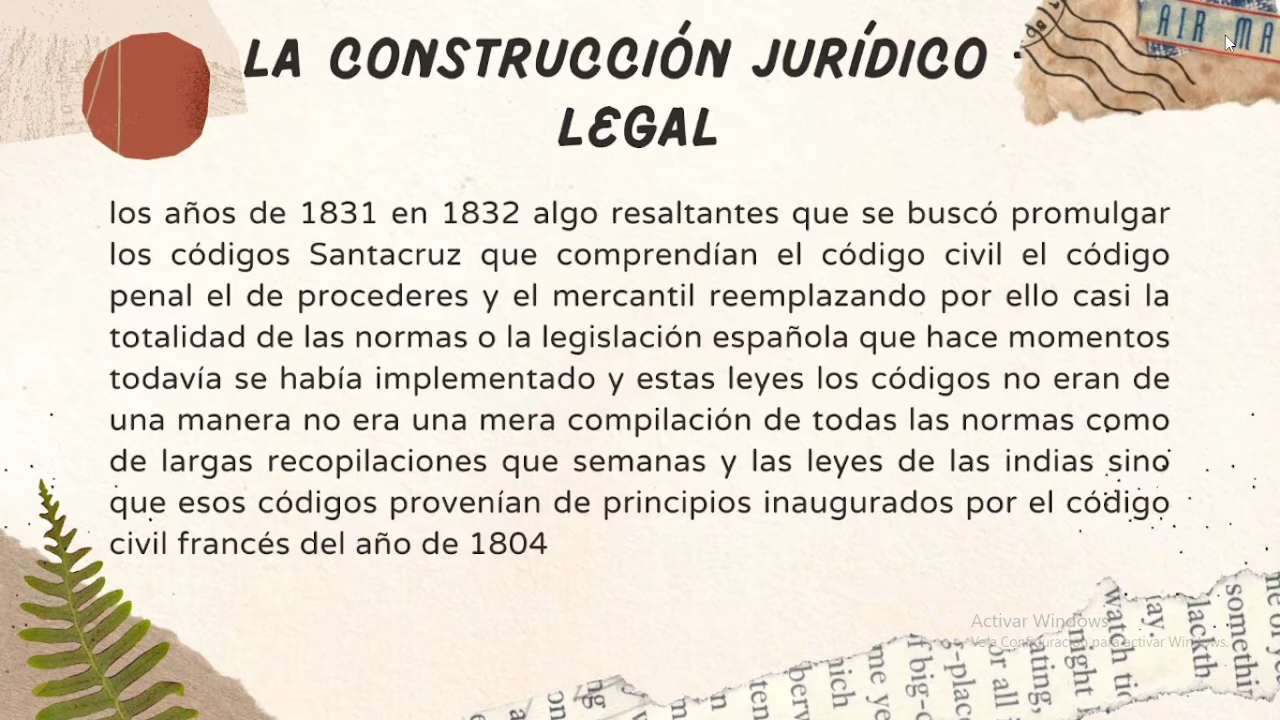 LA CONSTRUCCIÓN JURÍDICO
LEGAL
AIR MA
los años de 1831 en 1832 algo resaltantes que se buscó promulgar
los códigos Santacruz que comprendían el código civil el código
penal el de procederes y el mercantil reemplazando por ello casi la
totalidad de las normas o la legislación española que hace momentos
todavía se había implementado y estas leyes los códigos no eran de
una manera no era una mera compilación de todas las normas como
de largas recopilaciones que semanas y las leyes de las indias sino
que esos códigos provenían de principios inaugurados por el código
civil francés del año de 1804
Activar Windows
Ve a Configuración para activar Windows.